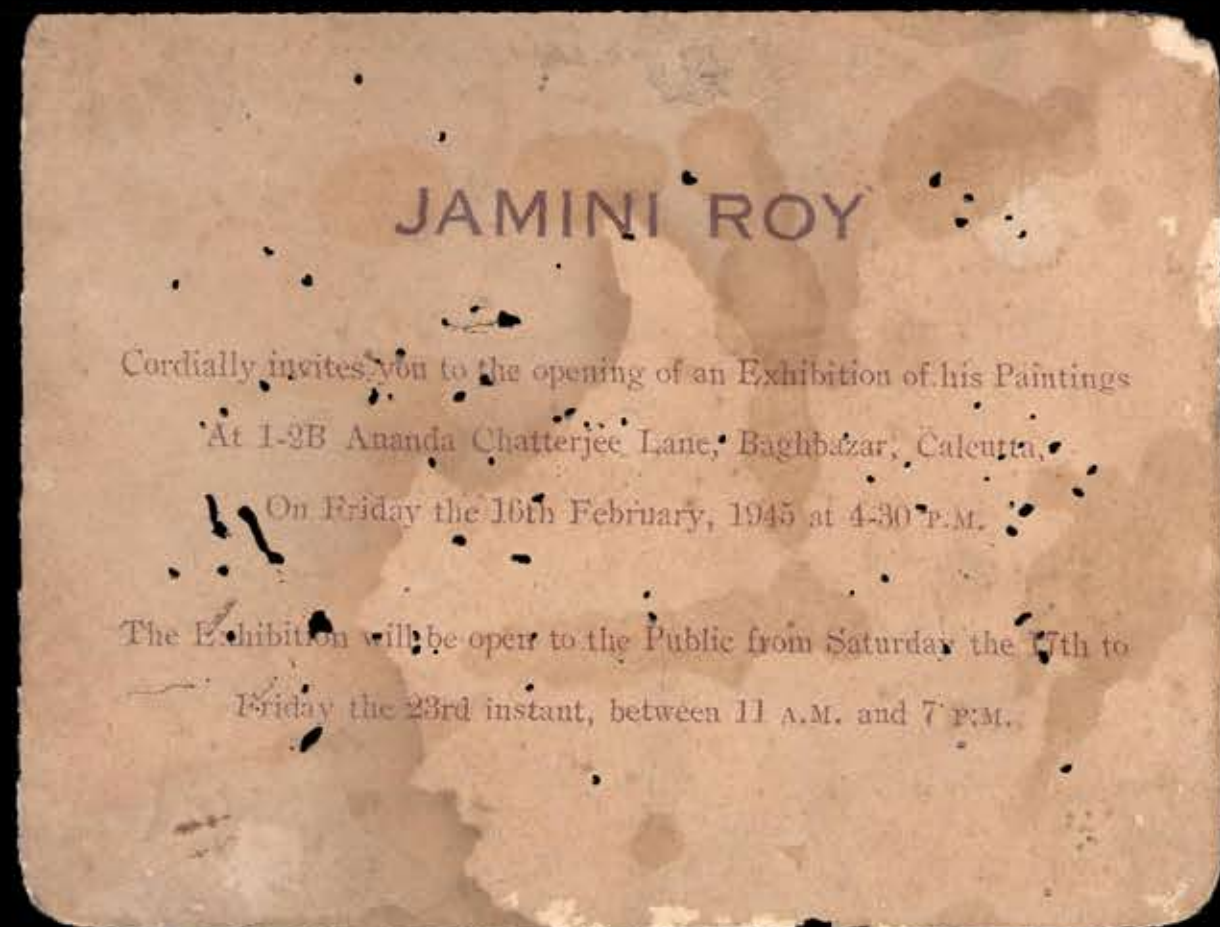 JAMINI ROY
Cordially invites you to the opening of an Exhibition of his Paintings
At 1-2B Ananda Chatterjee Lane, Baghbazar, Calcutta,
On Friday the 16th February, 1945 at 4-30 P.M.
The Exhibition will be open to the Public from Saturday the 17th to
Friday the 23rd instant, between 11 A.M. and 7 P.M.